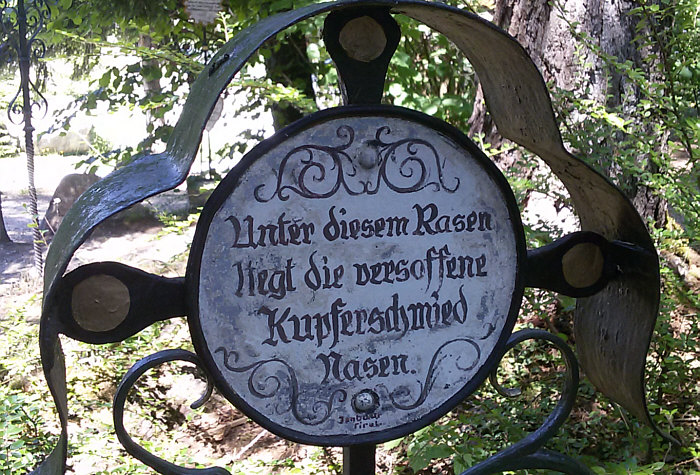 Unter diesem Rasen
liegt die versoffene
Kupferschmied
Nasen.